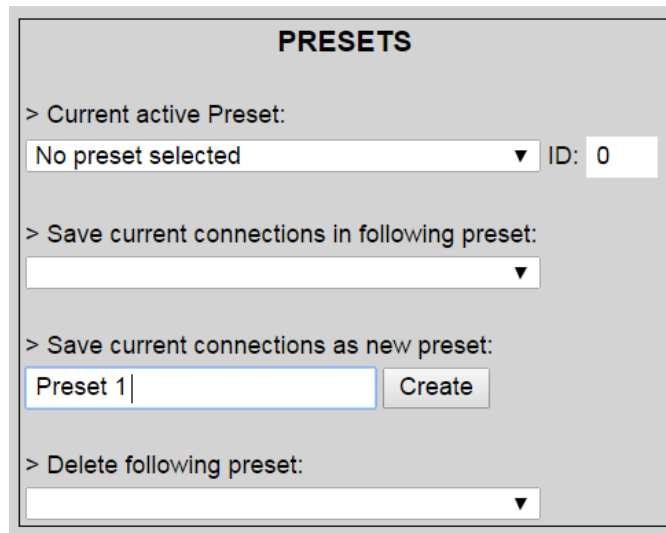 PRESETS
> Current active Preset:
No preset selected ▼ ID: 0
> Save current connections in following preset:
▼
> Save current connections as new preset:
Preset 1 Create
> Delete following preset:
▼